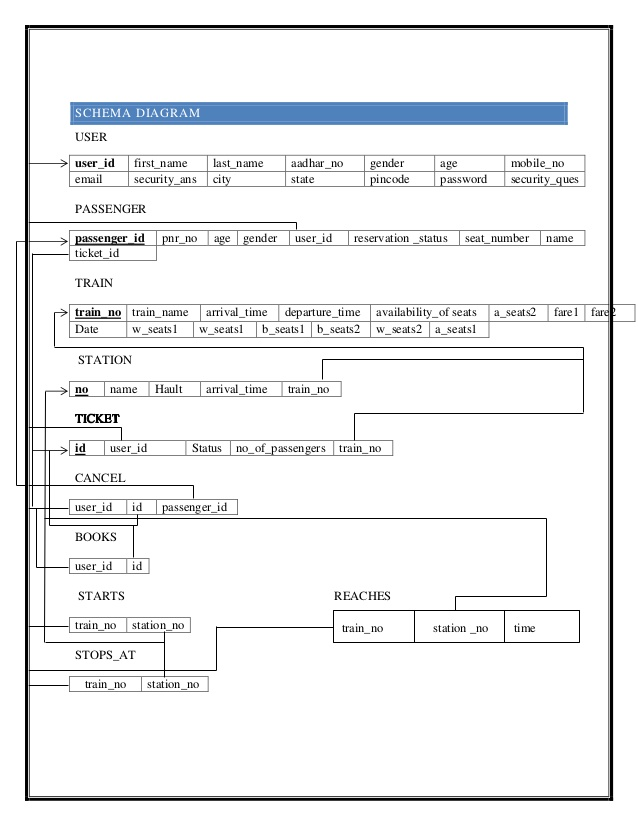 SCHEMA DIAGRAM
USER
user_id first_name last_name aadhar_no gender age mobile_no
email security_ans city state pincode password security_ques
PASSENGER
passenger_id pnr_no age gender user_id reservation _status seat_number name
ticket_id
TRAIN
train_no train_name arrival_time departure_time availability_of seats a_seats2 fare1 fare2
Date w_seats1 w_seats1 b_seats1 b_seats2 w_seats2 a_seats1
STATION
no name Hault arrival_time train_no
TICKET
id user_id Status no_of_passengers train_no
CANCEL
user_id id passenger_id
BOOKS
user_id id
STARTS REACHES
train_no station_no
train_no station _no time
STOPS_AT
train_no station_no